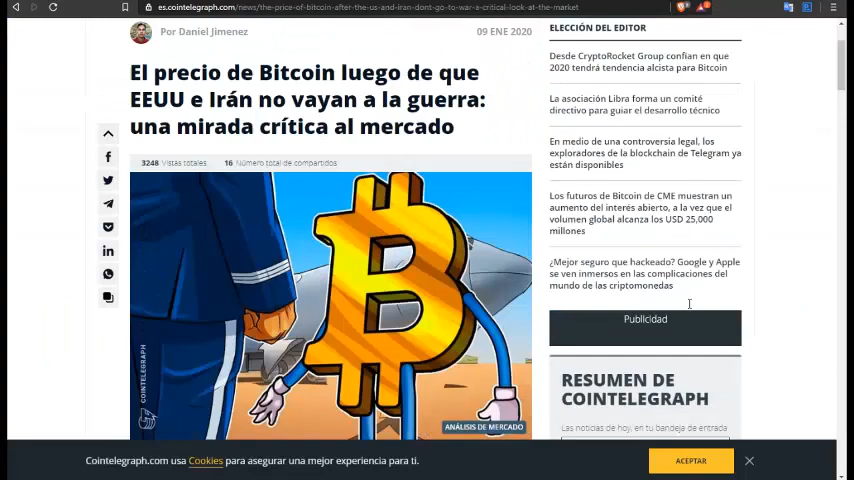 es.cointelegraph.com/news/the-price-of-bitcoin-after-the-us-and-iran-dont-go-to-war-a-critical-look-at-the-market
Por Daniel Jimenez
09 ENE 2020
El precio de Bitcoin luego de que
EEUU e Irán no vayan a la guerra:
una mirada crítica al mercado
3248 Vistas totales
16 Número total de compartidos
COINTELEGRAPH
ANÁLISIS DE MERCADO
ELECCIÓN DEL EDITOR
Desde CryptoRocket Group confían en que
2020 tendrá tendencia alcista para Bitcoin
La asociación Libra forma un comité
directivo para guiar el desarrollo técnico
En medio de una controversia legal, los
exploradores de la blockchain de Telegram ya
están disponibles
Los futuros de Bitcoin de CME muestran un
aumento del interés abierto, a la vez que el
volumen global alcanza los USD 25,000
millones
¿Mejor seguro que hackeado? Google y Apple
se ven inmersos en las complicaciones del
mundo de las criptomonedas
Publicidad
RESUMEN DE
COINTELEGRAPH
Las noticias de hoy, en tu bandeja de entrada
Cointelegraph.com usa Cookies para asegurar una mejor experiencia para ti.
ACEPTAR